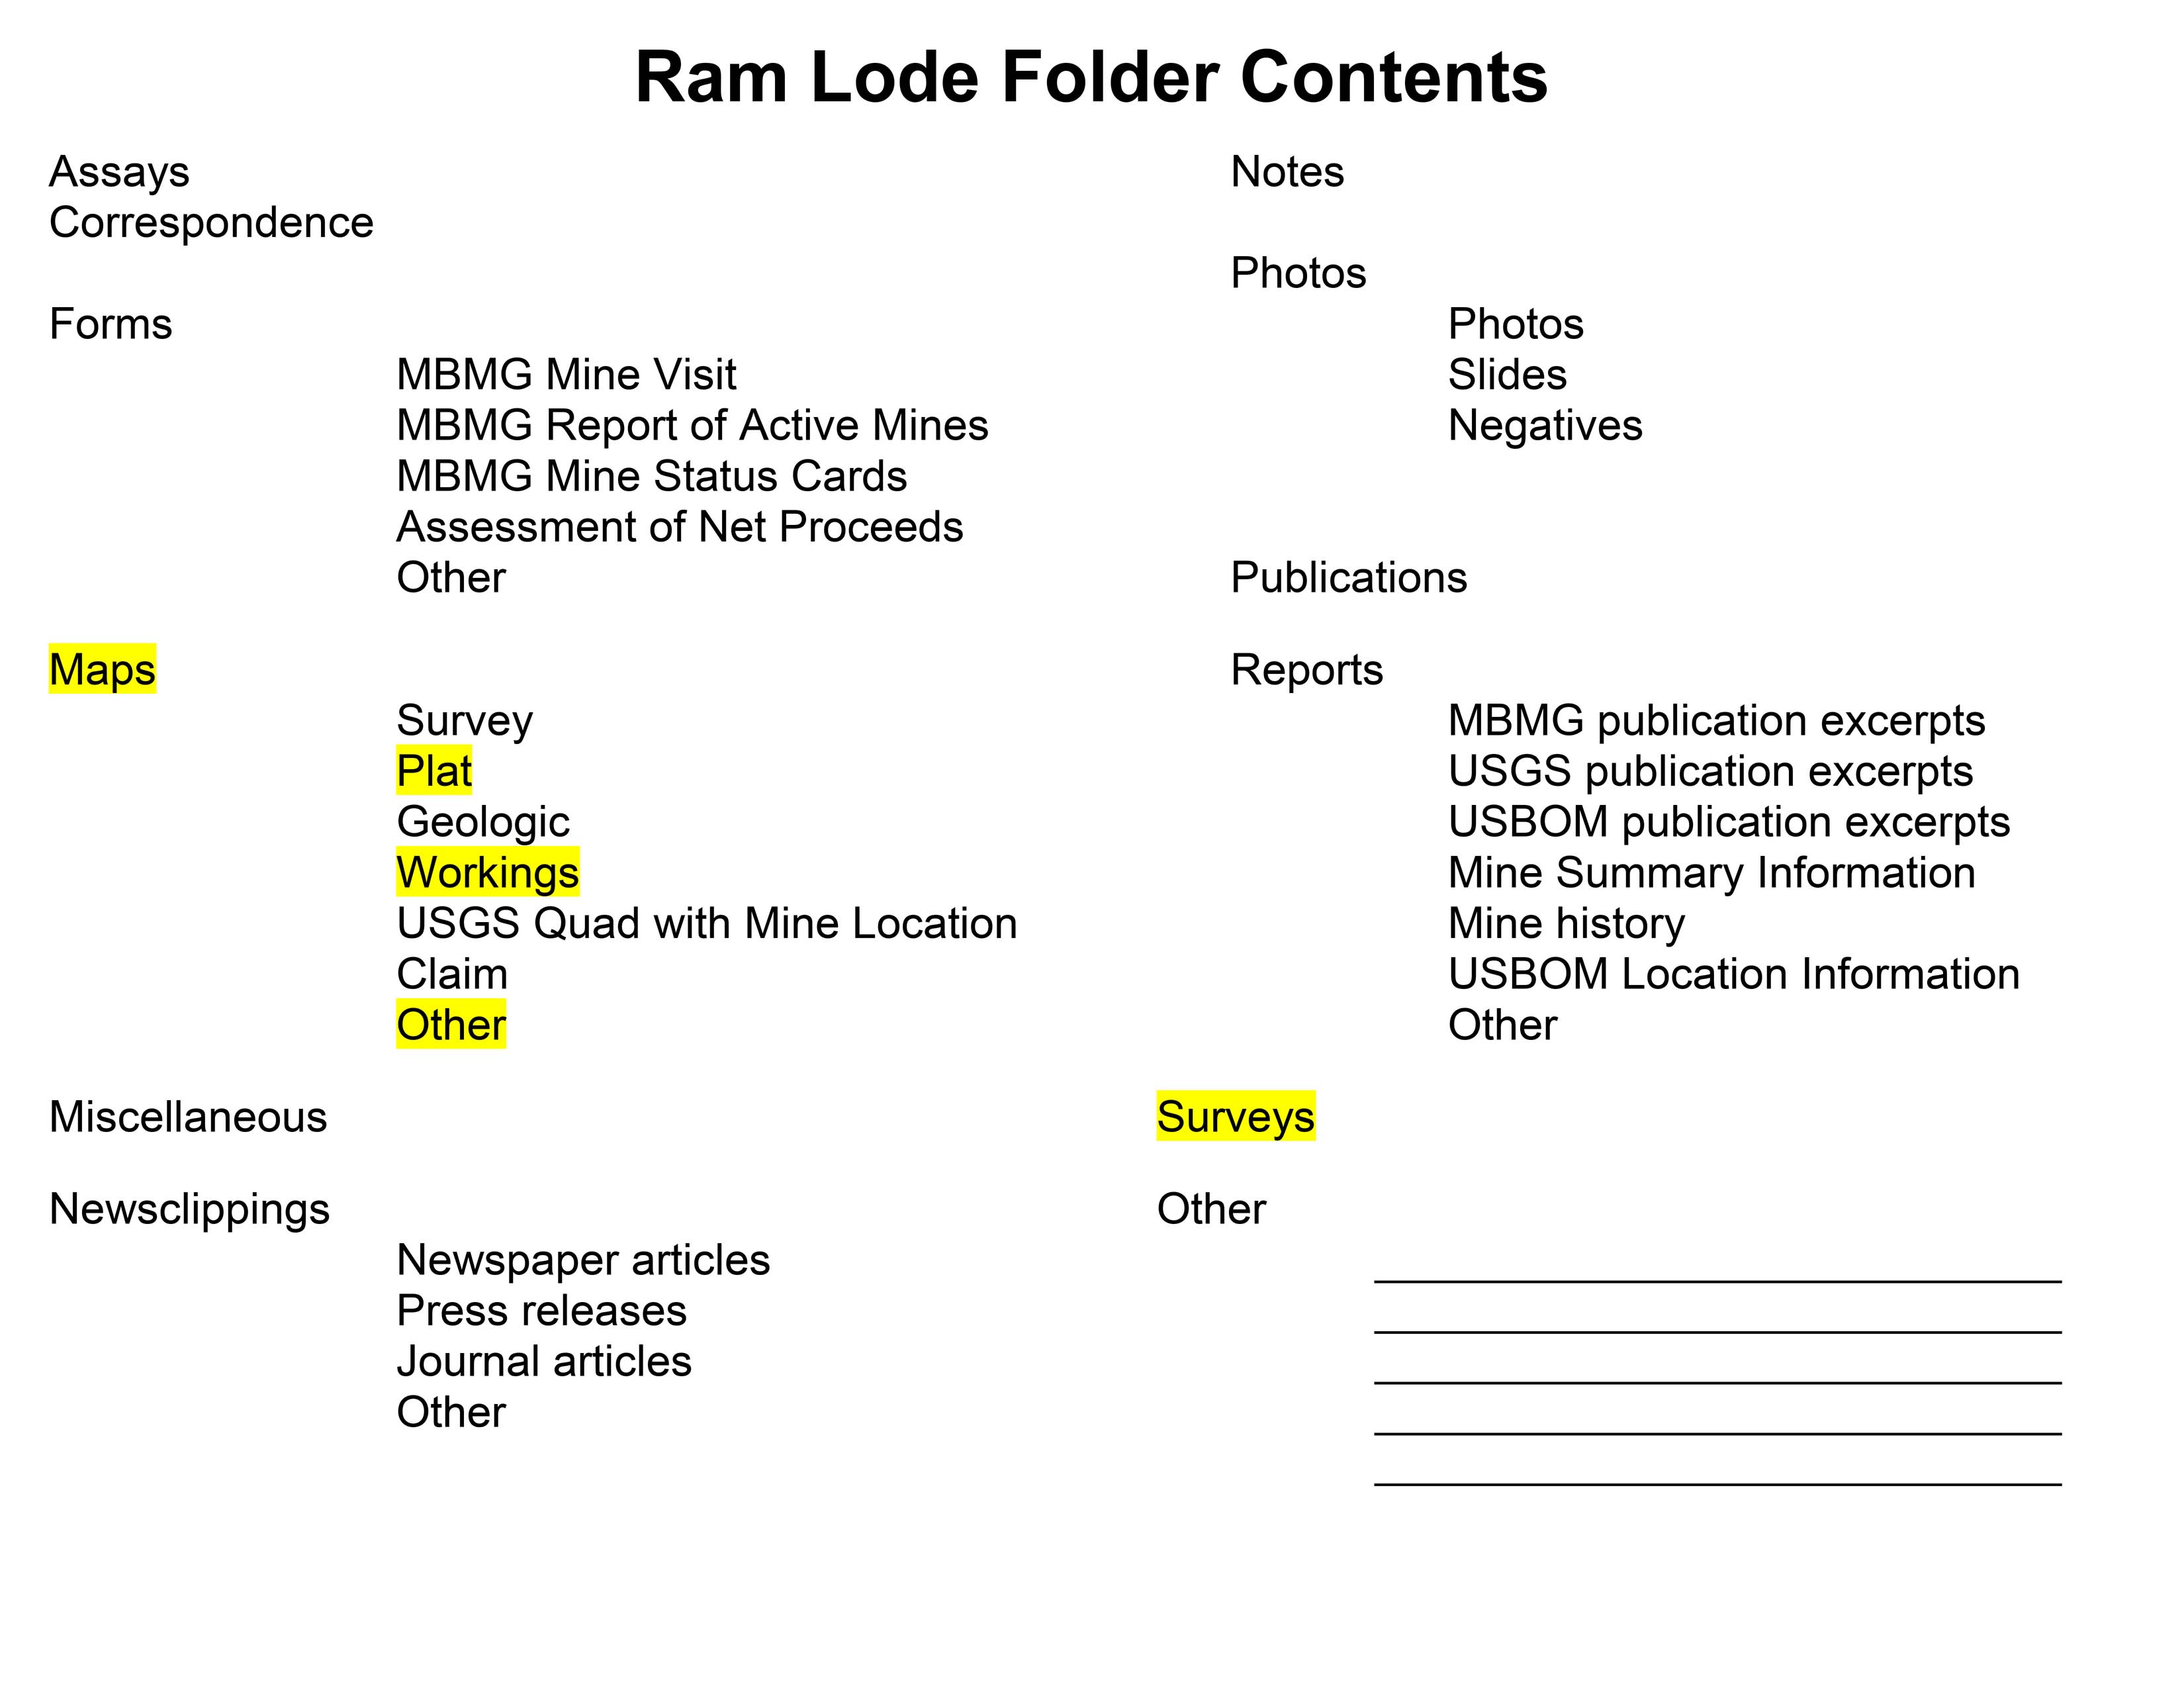 Ram Lode Folder Contents
Assays
Correspondence
Forms
MBMG Mine Visit
MBMG Report of Active Mines
MBMG Mine Status Cards
Assessment of Net Proceeds
Other
Maps
Survey
Plat
Geologic
Workings
USGS Quad with Mine Location
Claim
Other
Miscellaneous
Newsclippings
Newspaper articles
Press releases
Journal articles
Other
Notes
Photos
Photos
Slides
Negatives
Publications
Reports
MBMG publication excerpts
USGS publication excerpts
USBOM publication excerpts
Mine Summary Information
Mine history
USBOM Location Information
Other
Surveys
Other